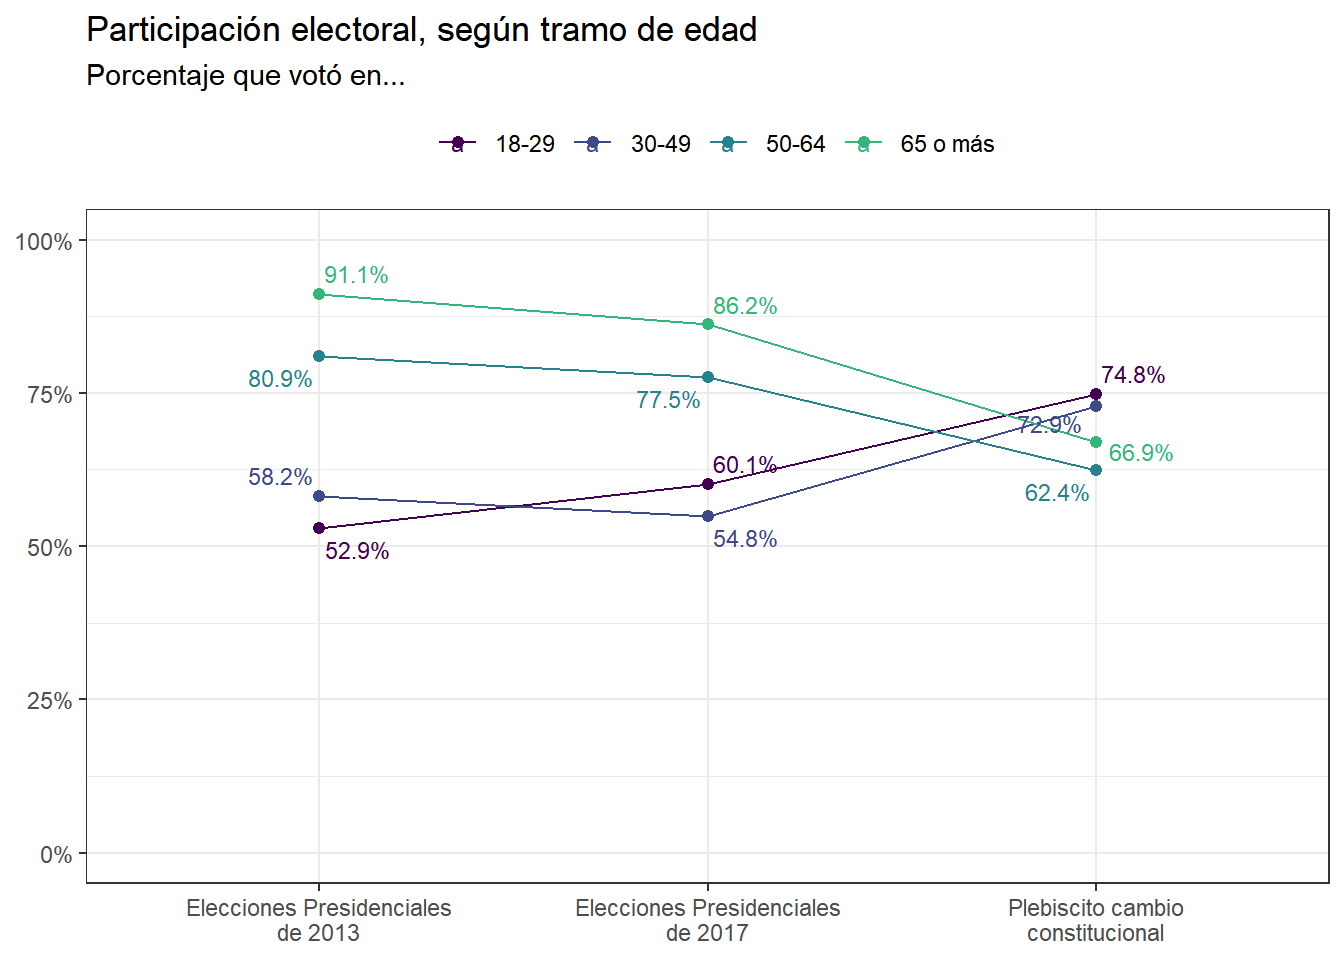 Participación electoral, según tramo de edad
Porcentaje que votó en...
a 18-29 a 30-49 a 50-64 a 65 o más
100%
75%
50%
25%
0%
91.1%
86.2%
80.9%
77.5%
74.8%
72.9%
66.9%
62.4%
60.1%
58.2%
54.8%
52.9%
Elecciones Presidenciales
de 2013
Elecciones Presidenciales
de 2017
Plebiscito cambio
constitucional